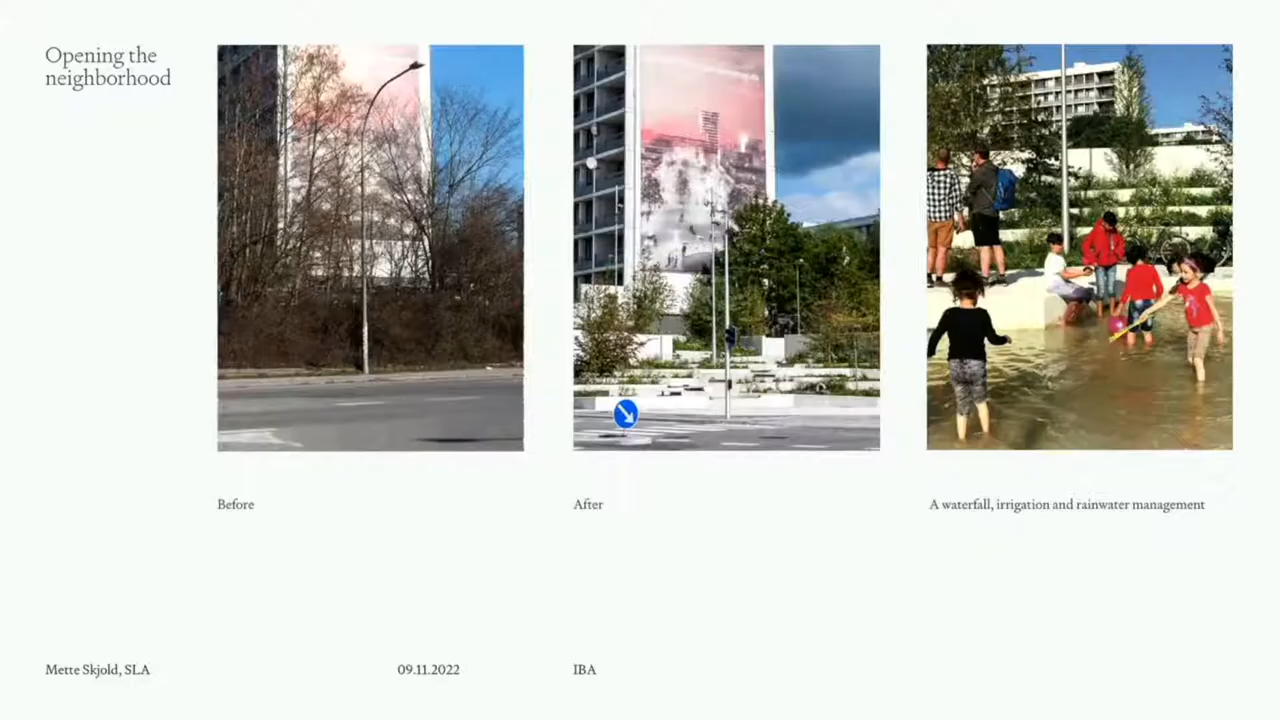 Opening the
neighborhood
Before
After
A waterfall, irrigation and rainwater management
Mette Skjold, SLA
09.11.2022
IBA